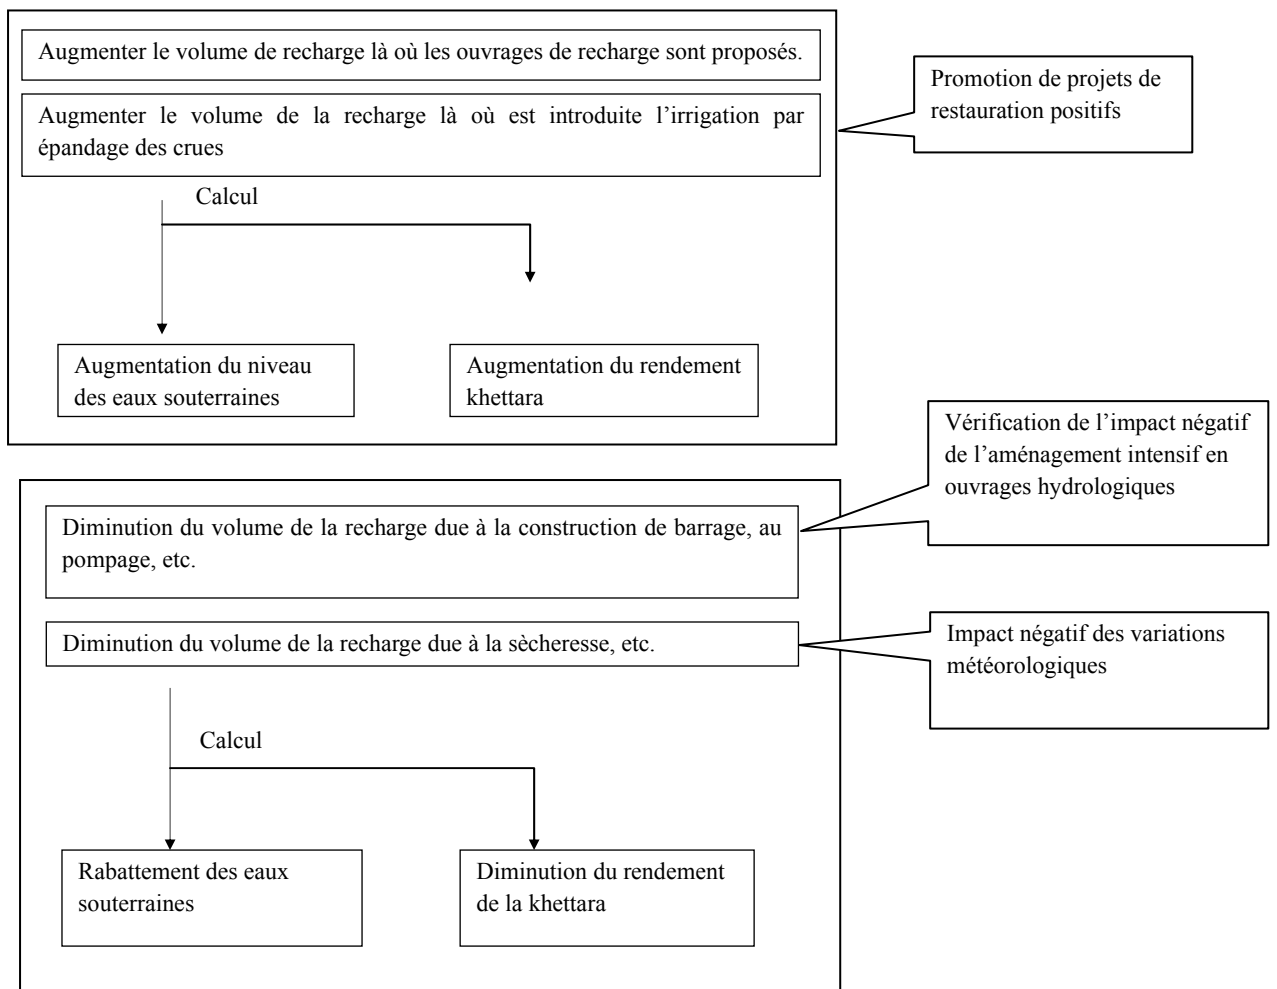 Augmenter le volume de recharge là où les ouvrages de recharge sont proposés.
Augmenter le volume de la recharge là où est introduite l’irrigation par
épandage des crues
Promotion de projets de
restauration positifs
Calcul
Augmentation du niveau
des eaux souterraines
Augmentation du rendement
khettara
Vérification de l’impact négatif
de l’aménagement intensif en
ouvrages hydrologiques
Diminution du volume de la recharge due à la construction de barrage, au
pompage, etc.
Diminution du volume de la recharge due à la sècheresse, etc.
Impact négatif des variations
météorologiques
Calcul
Rabattement des eaux
souterraines
Diminution du rendement
de la khettara